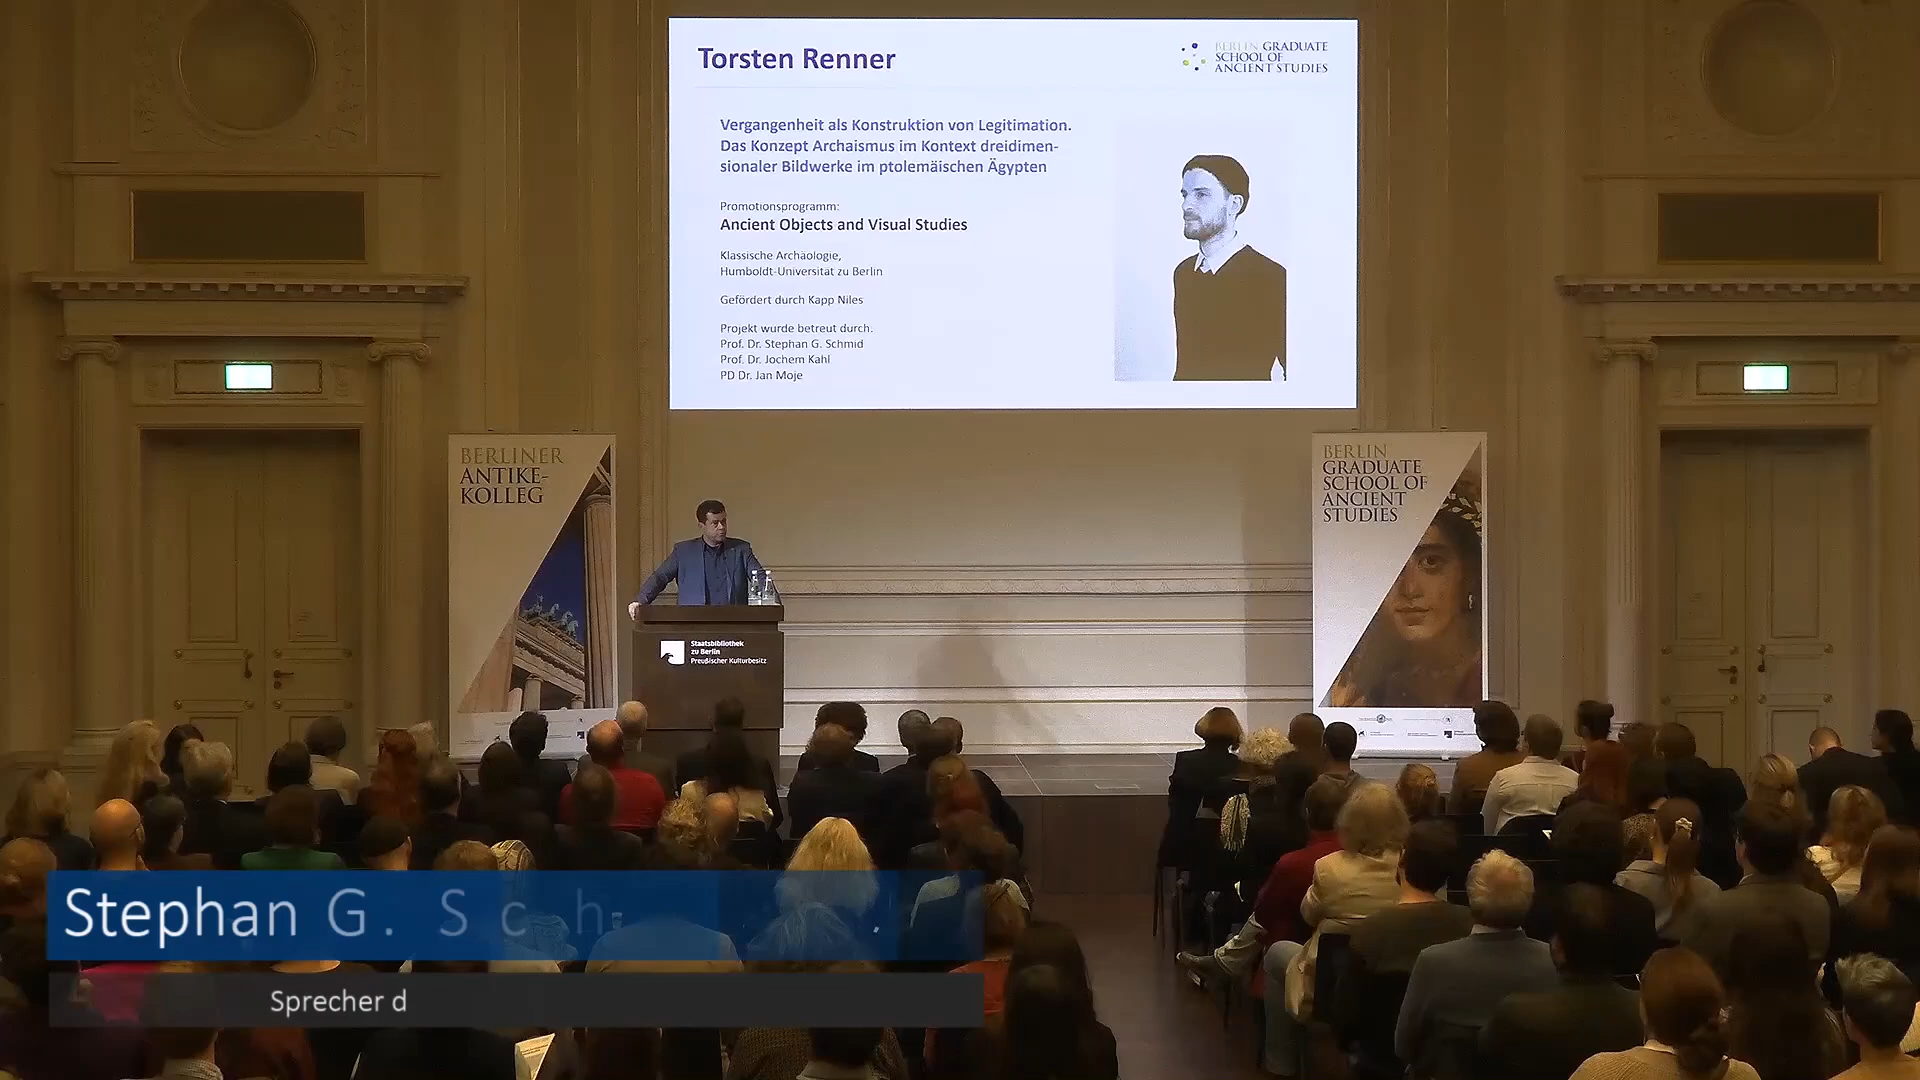 Torsten Renner
BERLIN GRADUATE
SCHOOL OF
ANCIENT STUDIES
Vergangenheit als Konstruktion von Legitimation.
Das Konzept Archaismus im Kontext dreidimen-
sionaler Bildwerke im ptolemäischen Ägypten
Promotionsprogramm:
Ancient Objects and Visual Studies
Klassische Archäologie,
Humboldt-Universität zu Berlin
Gefördert durch Kapp Niles
Projekt wurde betreut durch:
Prof. Dr. Stephan G. Schmid
Prof. Dr. Jochem Kahl
PD Dr. Jan Moje
BERLINER
ANTIKE-
KOLLEG
BERLIN
GRADUATE
SCHOOL OF
ANCIENT
STUDIES
Staatsbibliothek
zu Berlin
Preußischer Kulturbesitz
Stephan G. Sch
Sprecher d